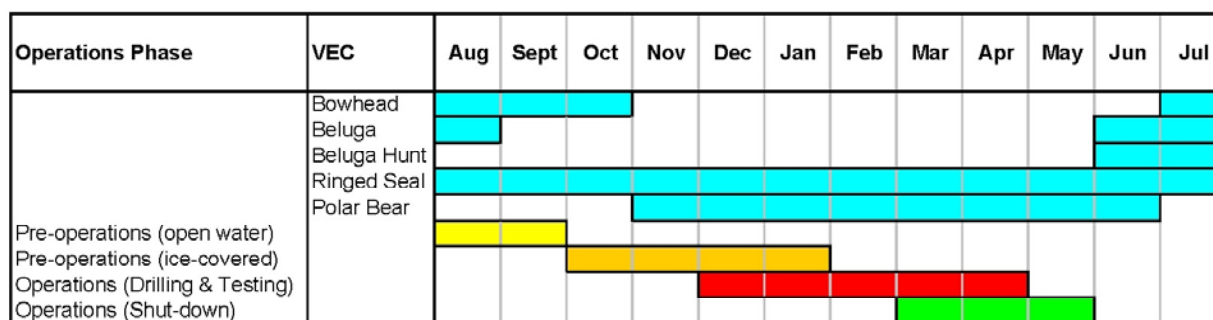 Operations Phase VEC Aug Sept Oct Nov Dec Jan Feb Mar Apr May Jun Jul
Bowhead
Beluga
Beluga Hunt
Ringed Seal
Polar Bear
Pre-operations (open water)
Pre-operations (ice-covered)
Operations (Drilling & Testing)
Operations (Shut-down)